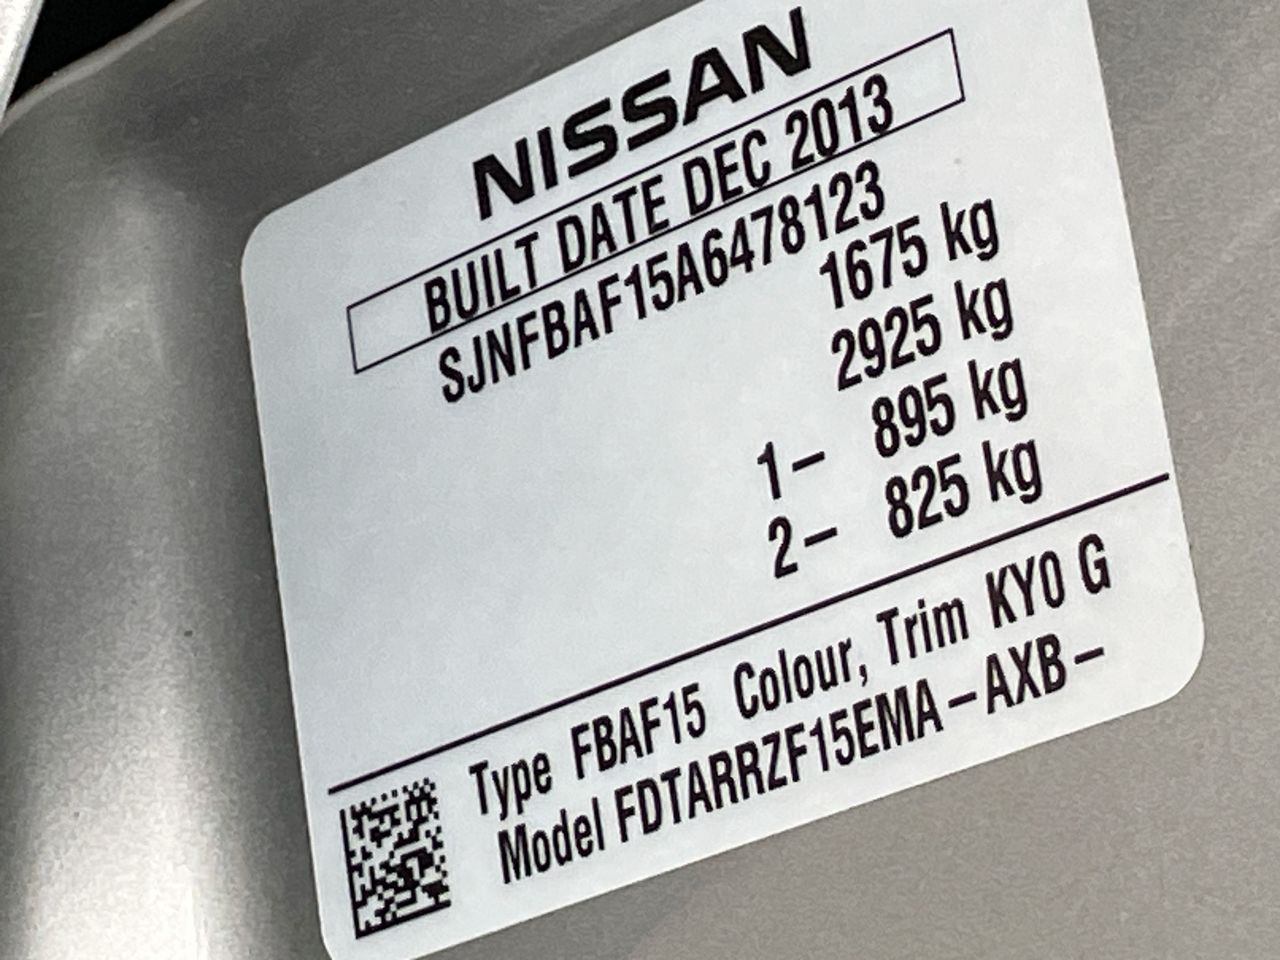 NISSAN
BUILT DATE DEC 2013
SJNFBAF15A6478123
1675 kg
2925 kg
1- 895 kg
2- 825 kg
Type FBAF15 Colour, Trim KY0 G
Model FDTARRZF15EMA-AXB-